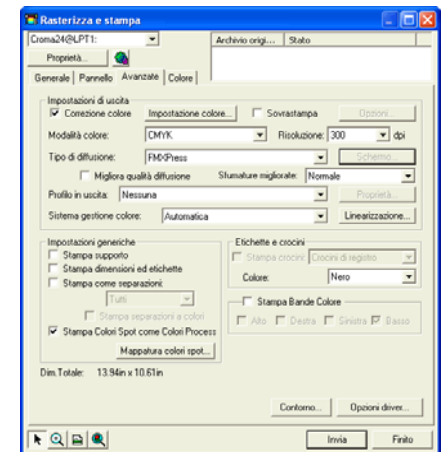 Rasterizza e stampa
Croma24@LPT1:
Archivio origi... Stato
Proprietà...
Generale Pannello Avanzate Colore
Impostazioni di uscita
Correzione colore Impostazione colore... Sovrastampa Opzioni...
Modalità colore: CMYK Risoluzione: 300 dpi
Tipo di diffusione: FMXPress Schermo...
Migliora qualità diffusione Sfumature migliorate: Normale
Profilo in uscita: Nessuna Proprietà...
Sistema gestione colore: Automatica Linearizzazione...
Impostazioni generiche
Stampa supporto
Stampa dimensioni ed etichette
Stampa come separazioni:
Tutti
Stampa separazioni a colori
Stampa Colori Spot come Colori Process
Mappatura colori spot...
Etichette e crocini
Stampa crocini: Crocini di registro
Colore: Nero
Stampa Bande Colore
Alto Destra Sinistra Basso
Dim.Totale: 13.94in x 10.61in
Contorno... Opzioni driver...
Invia Finito